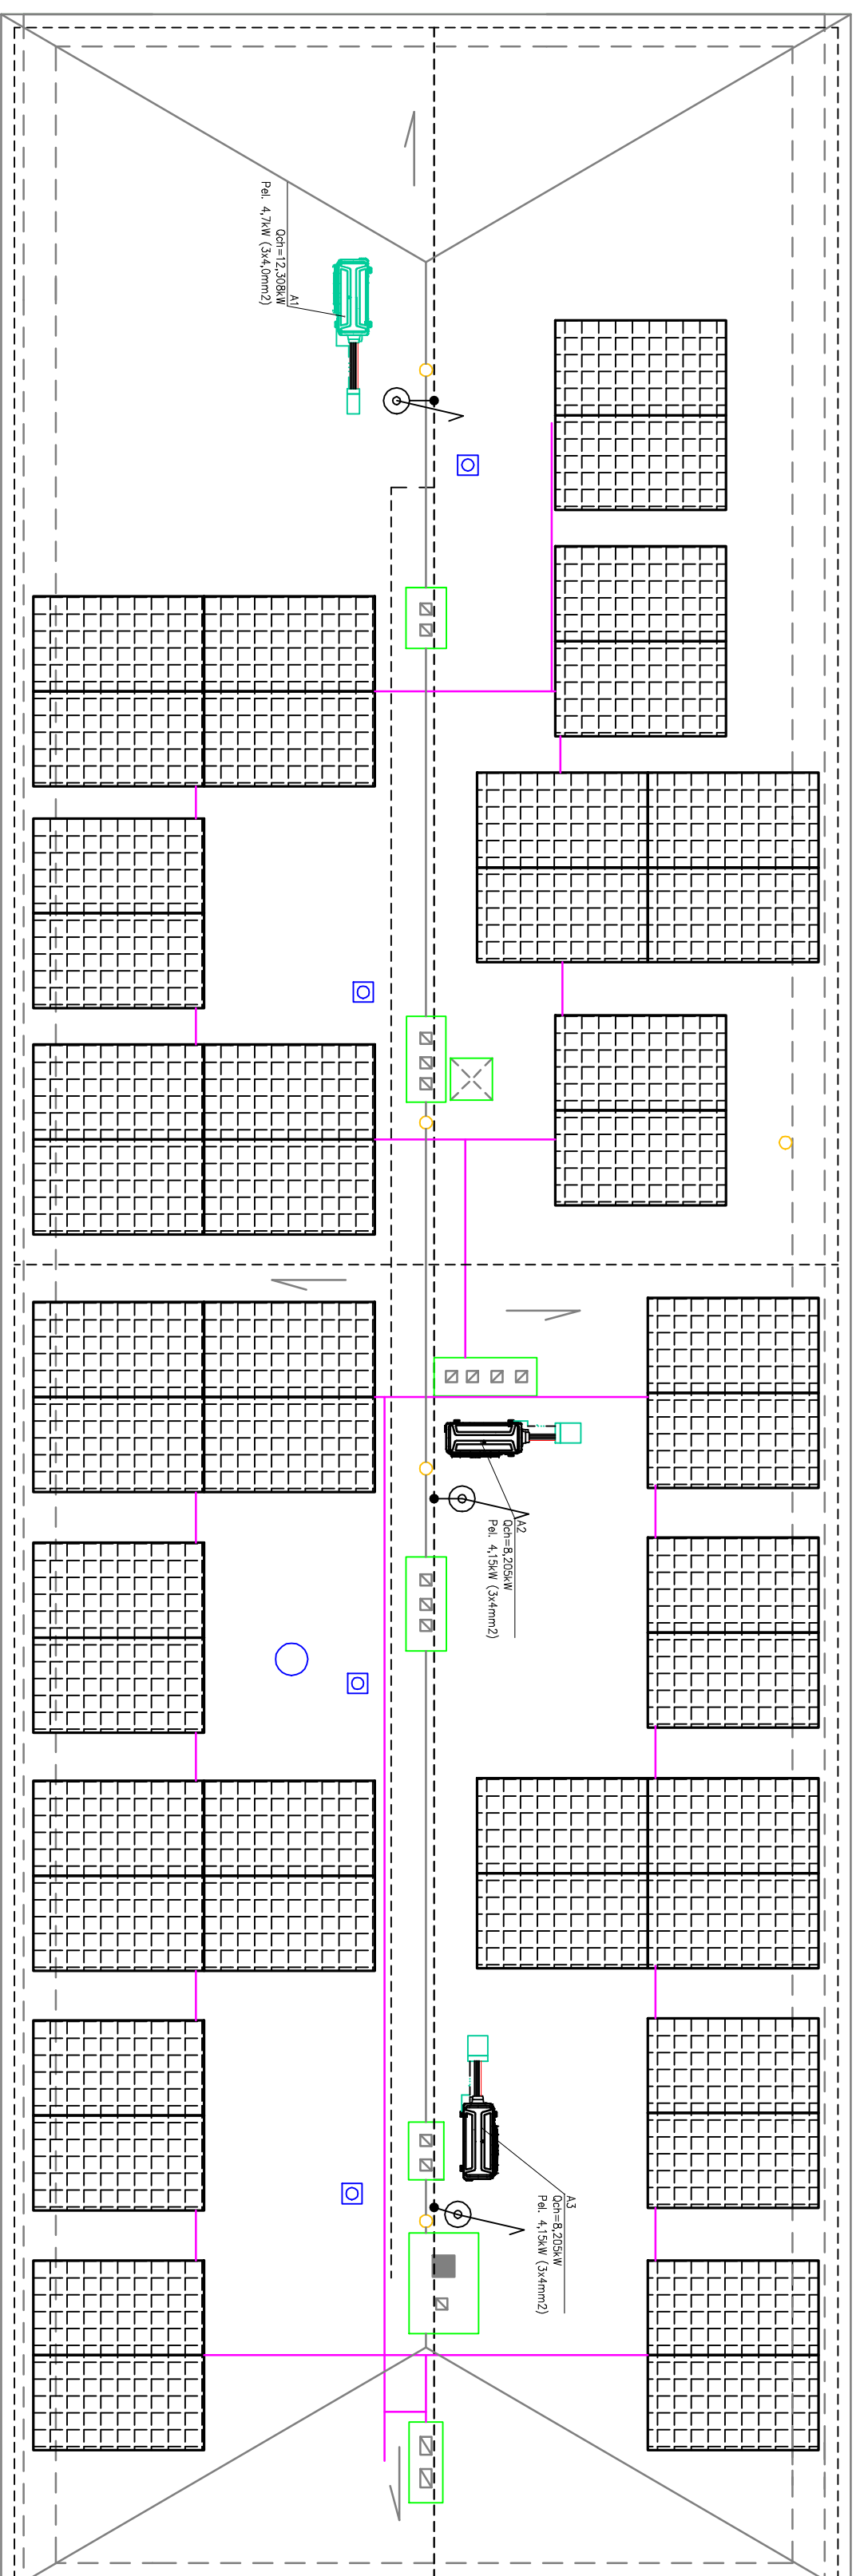 A1
Qch=12,308kW
Pel. 4,7kW (3x4,0mm2)
A2
Qch=8,205kW
Pel. 4,15kW (3x4mm2)
A3
Qch=8,205kW
Pel. 4,15kW (3x4mm2)